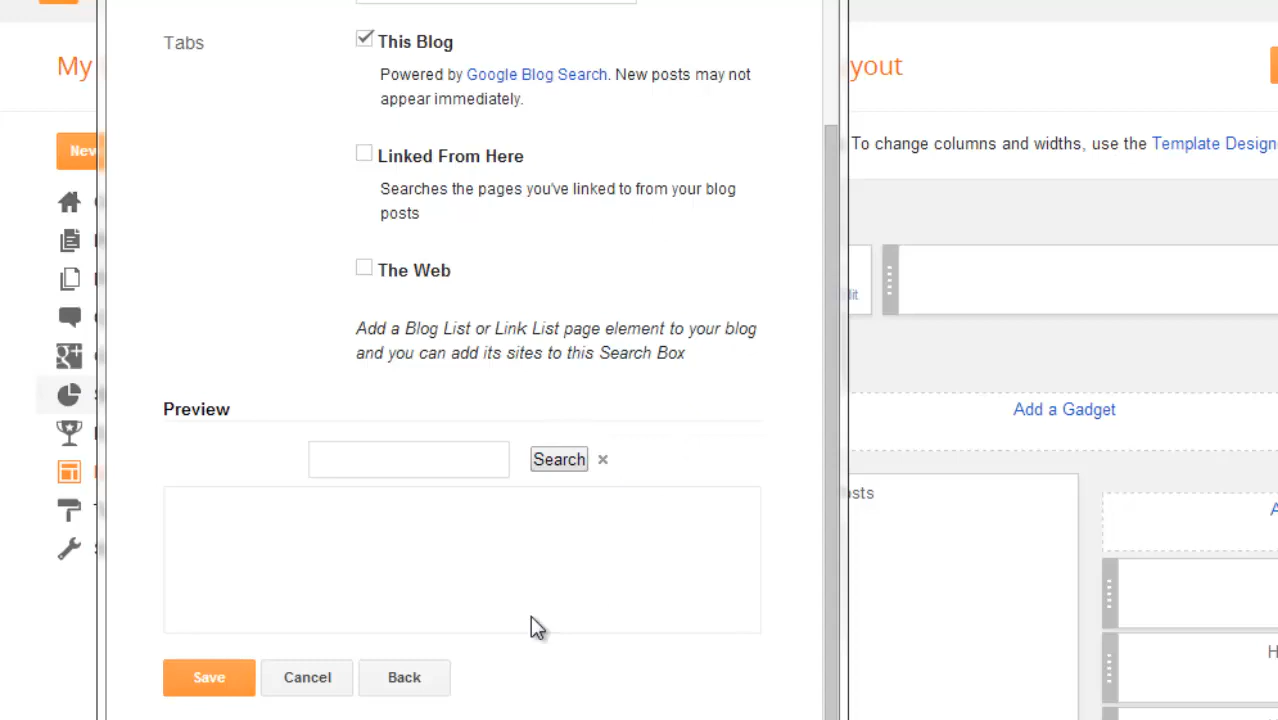 Tabs
This Blog
Powered by Google Blog Search. New posts may not
appear immediately.
Linked From Here
Searches the pages you've linked to from your blog
posts
The Web
Add a Blog List or Link List page element to your blog
and you can add its sites to this Search Box
Preview
Search
Save Cancel Back
My
yout
New
To change columns and widths, use the Template Design
dit
Add a Gadget
osts
A
H